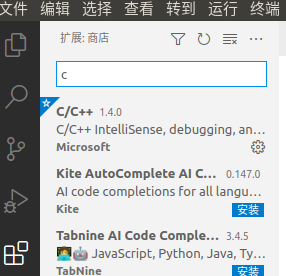 文件 编辑 选择 查看 转到 运行 终端
扩展: 商店
c
C/C++ 1.4.0
C/C++ IntelliSense, debugging, an...
Microsoft
Kite AutoComplete AI C... 0.147.0
AI code completions for all langu...
Kite 安装
Tabnine AI Code Comple... 3.4.5
👩‍💻🤖 JavaScript, Python, Java, Ty...
TabNine 安装